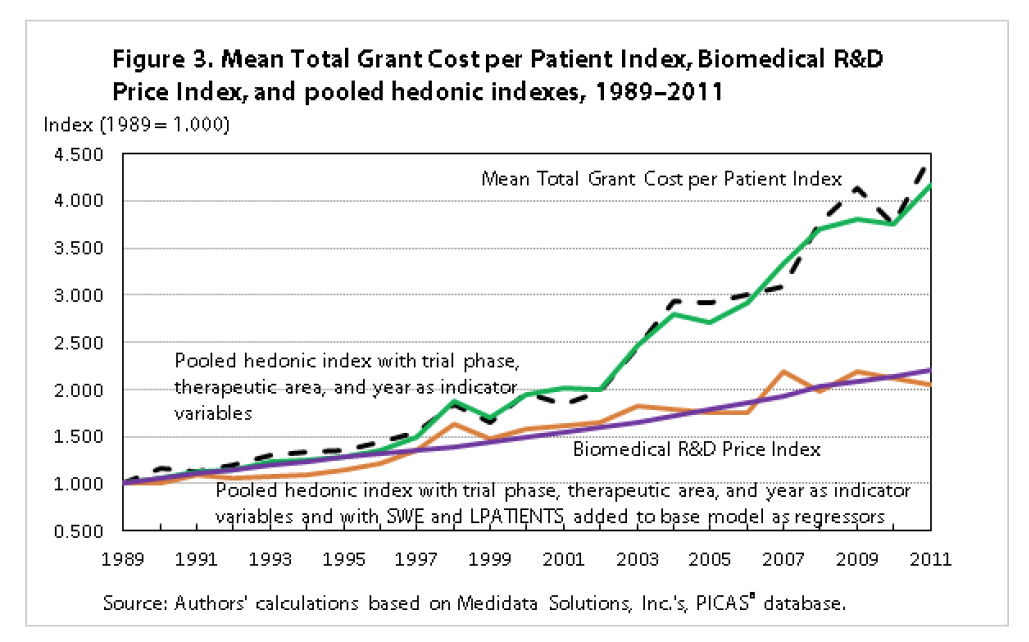 Figure 3. Mean Total Grant Cost per Patient Index, Biomedical R&D
Price Index, and pooled hedonic indexes, 1989–2011
Index (1989 = 1.000)
4.500
Mean Total Grant Cost per Patient Index
4.000
3.500
3.000
2.500
Pooled hedonic index with trial phase,
therapeutic area, and year as indicator
variables
2.000
1.500
Biomedical R&D Price Index
1.000
Pooled hedonic index with trial phase, therapeutic area, and year as indicator
variables and with SWE and LPATIENTS added to base model as regressors
0.500
1989 1991 1993 1995 1997 1999 2001 2003 2005 2007 2009 2011
Source: Authors' calculations based on Medidata Solutions, Inc.'s, PICAS® database.